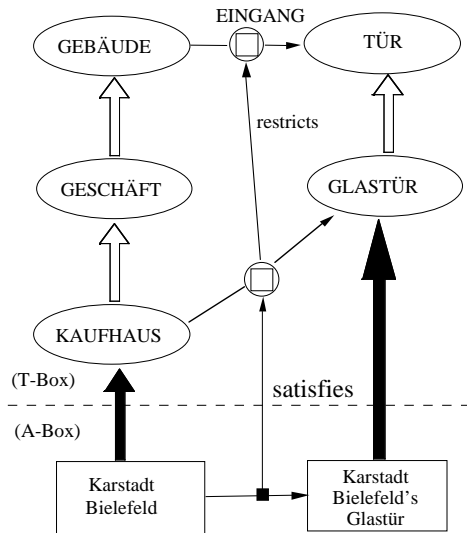 EINGANG
GEBÄUDE
TÜR
restricts
GESCHÄFT
GLASTÜR
KAUFHAUS
(T-Box)
satisfies
(A-Box)
Karstadt
Bielefeld
Karstadt
Bielefeld's
Glastür